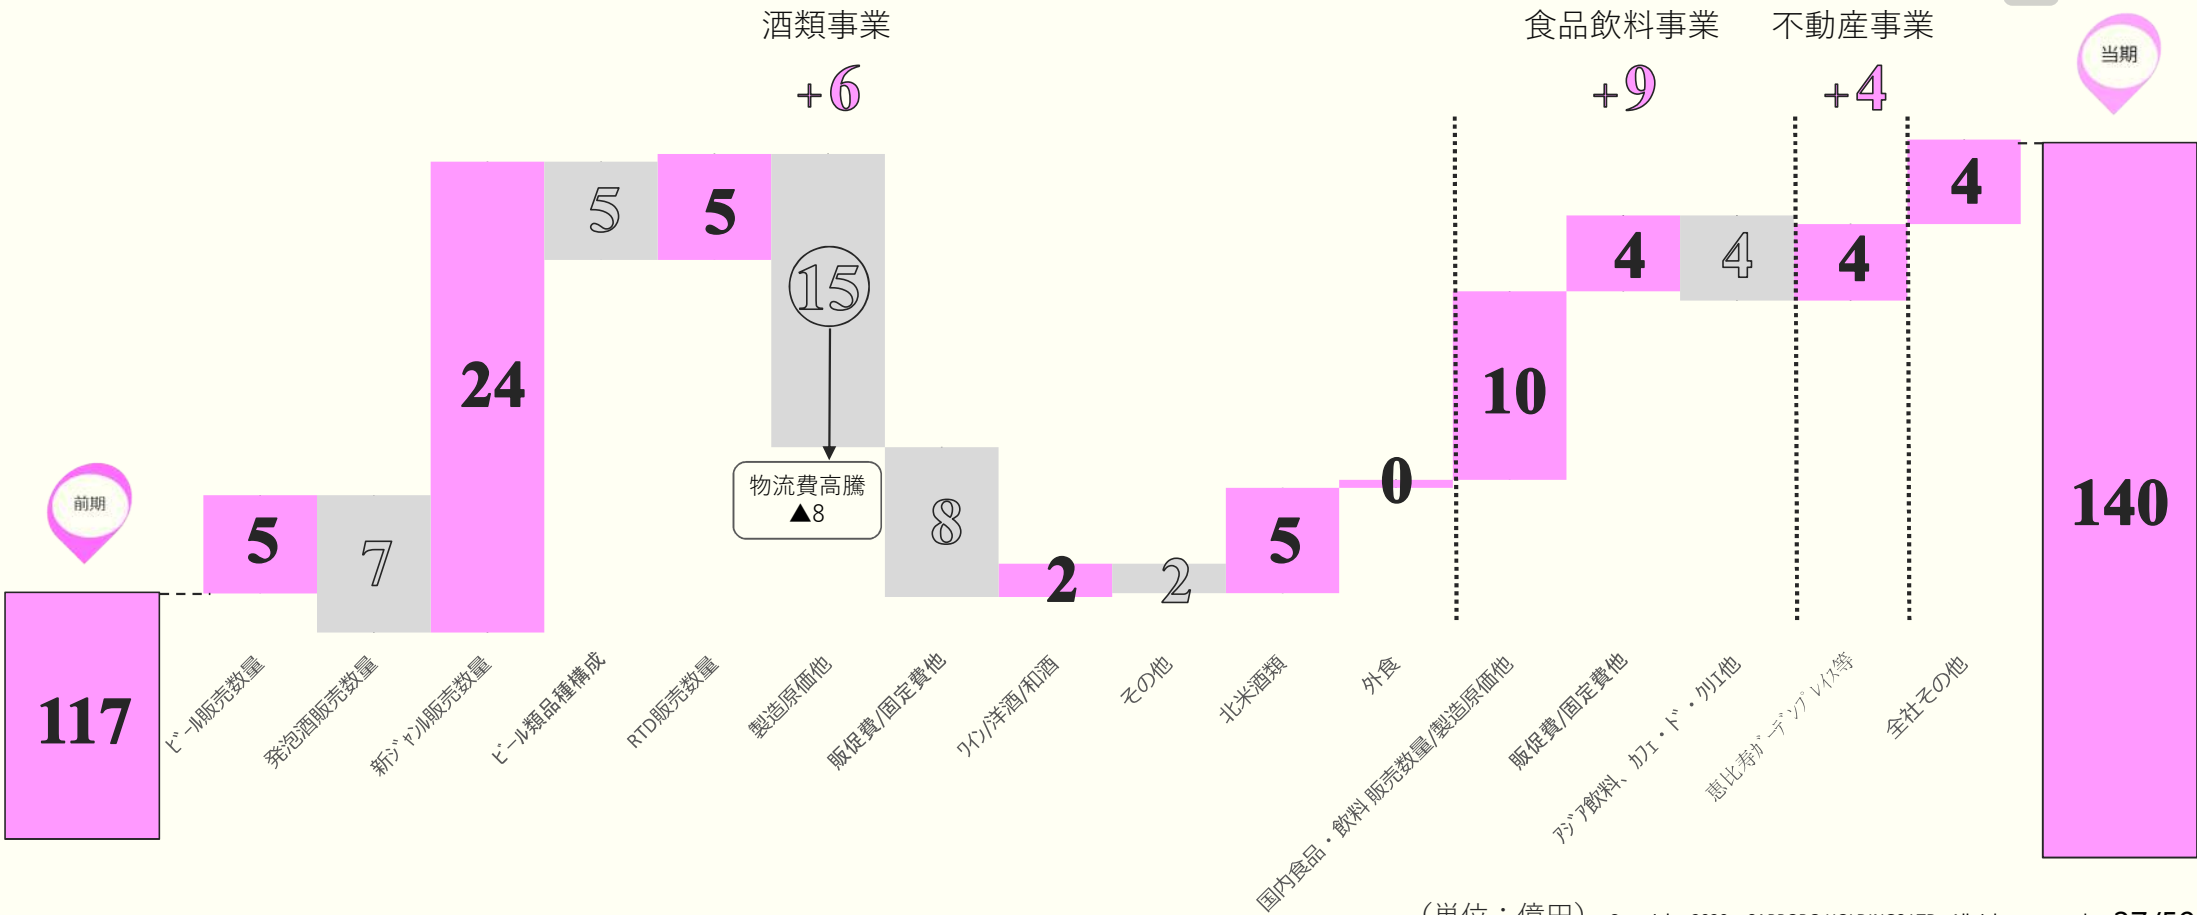 酒類事業
+6
食品飲料事業
+9
不動産事業
+4
当期
前期
117
5
7
24
5
5
15
物流費高騰
▲8
8
2
2
5
0
10
4
4
4
4
140
ビール販売数量
発泡酒販売数量
新ジャンル販売数量
ビール類品種構成
RTD販売数量
製造原価他
販促費/固定費他
ワイン/洋酒/和酒
その他
北米酒類
外食
国内食品・飲料 販売数量/製造原価他
販促費/固定費他
アジア飲料、カフェ・ド・クリエ他
恵比寿ガーデンプレイス等
全社その他
(単位:億円)